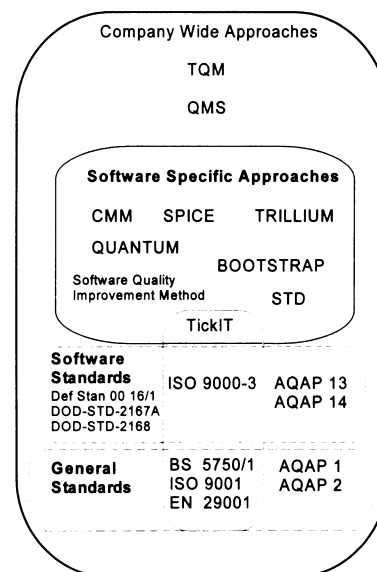 Company Wide Approaches
TQM
QMS
Software Specific Approaches
CMM SPICE TRILLIUM
QUANTUM
BOOTSTRAP
Software Quality
Improvement Method
STD
TickIT
Software
Standards
Def Stan 00 16/1
DOD-STD-2167A
DOD-STD-2168
ISO 9000-3
AQAP 13
AQAP 14
General
Standards
BS 5750/1
ISO 9001
EN 29001
AQAP 1
AQAP 2